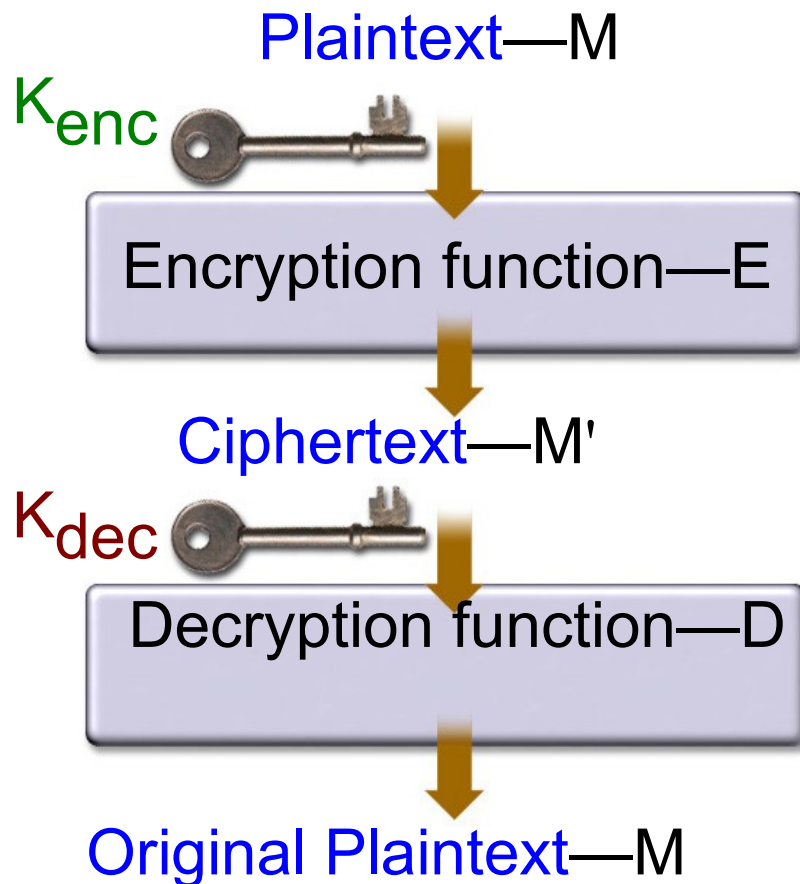 Plaintext—M
Kenc
Encryption function—E
Ciphertext—M'
Kdec
Decryption function—D
Original Plaintext—M